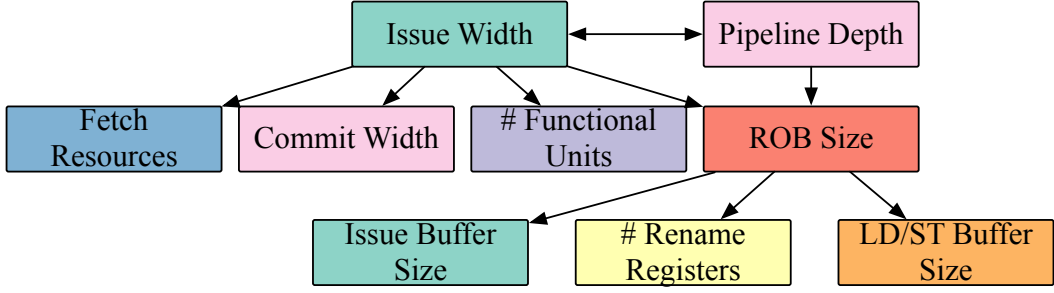 Issue Width
Pipeline Depth
Fetch
Resources
Commit Width
# Functional
Units
ROB Size
Issue Buffer
Size
# Rename
Registers
LD/ST Buffer
Size